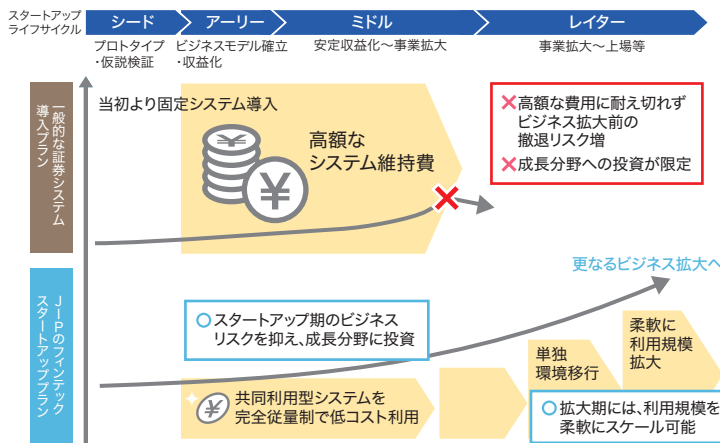 スタートアップ
ライフサイクル
シード
アーリー
ミドル
レイター
プロトタイプ
・仮説検証
ビジネスモデル確立
・収益化
安定収益化～事業拡大
事業拡大～上場等
一般的な証券システム
導入プラン
当初より固定システム導入
高額な
システム維持費
高額な費用に耐え切れず
ビジネス拡大前の
撤退リスク増
成長分野への投資が限定
JIPのフィンテック
スタートアッププラン
更なるビジネス拡大へ
スタートアップ期のビジネス
リスクを抑え、成長分野に投資
共同利用型システムを
完全従量制で低コスト利用
単独
環境移行
柔軟に
利用規模
拡大
拡大期には、利用規模を
柔軟にスケール可能